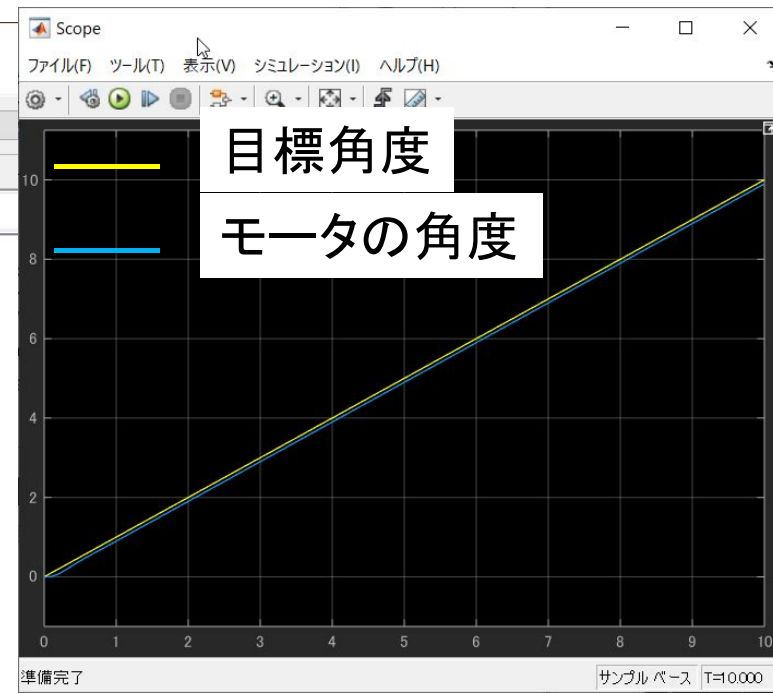 Scope
ファイル(F) ツール(T) 表示(V) シミュレーション(I) ヘルプ(H)
目標角度
モータの角度
10
8
6
4
2
0
0 1 2 3 4 5 6 7 8 9 10
準備完了
サンプル ベース T=10.000